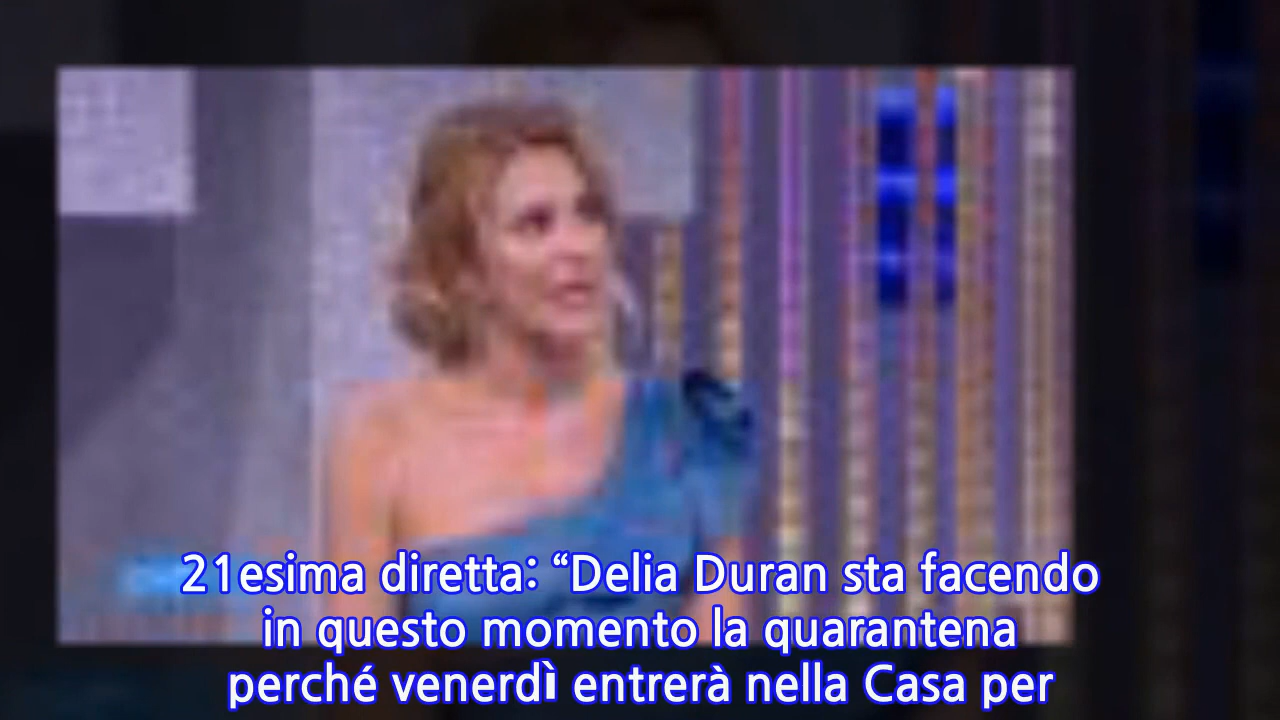 21esima diretta: “Delia Duran sta facendo
in questo momento la quarantena
perché venerdì entrerà nella Casa per